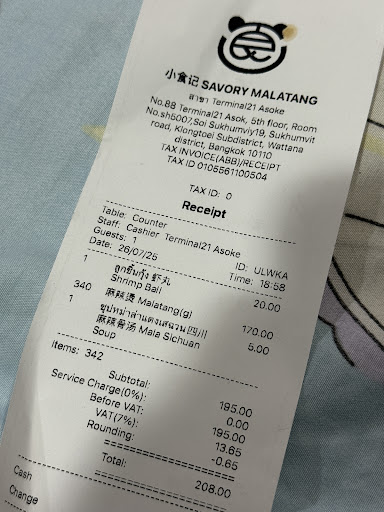 小食记 SAVORY MALATANG
สาขา Terminal21 Asoke
No.88 Terminal21 Asok, 5th floor, Room
No.sh5007,Soi Sukhumviy19, Sukhumvit
road, Klongtoei Subdistrict, Wattana
district, Bangkok 10110
TAX INVOICE(ABB)/RECEIPT
TAX ID 0105561100504
TAX ID: 0
Receipt
Table: Counter
Staff: Cashier Terminal21 Asoke
Guests: 1 ID: ULWKA
Date: 26/07/25 Time: 18:58
1 ลูกชิ้นกุ้ง 虾丸 20.00
Shrimp Ball
340 麻辣烫 Malatang(g) 170.00
1 ซุปหม่าล่าแดงเสฉวน 四川 5.00
麻辣骨汤 Mala Sichuan
Soup
Items: 342
Subtotal: 195.00
Service Charge(0%): 0.00
Before VAT: 195.00
VAT(7%): 13.65
Rounding: -0.65
Total: 208.00
Cash
Change